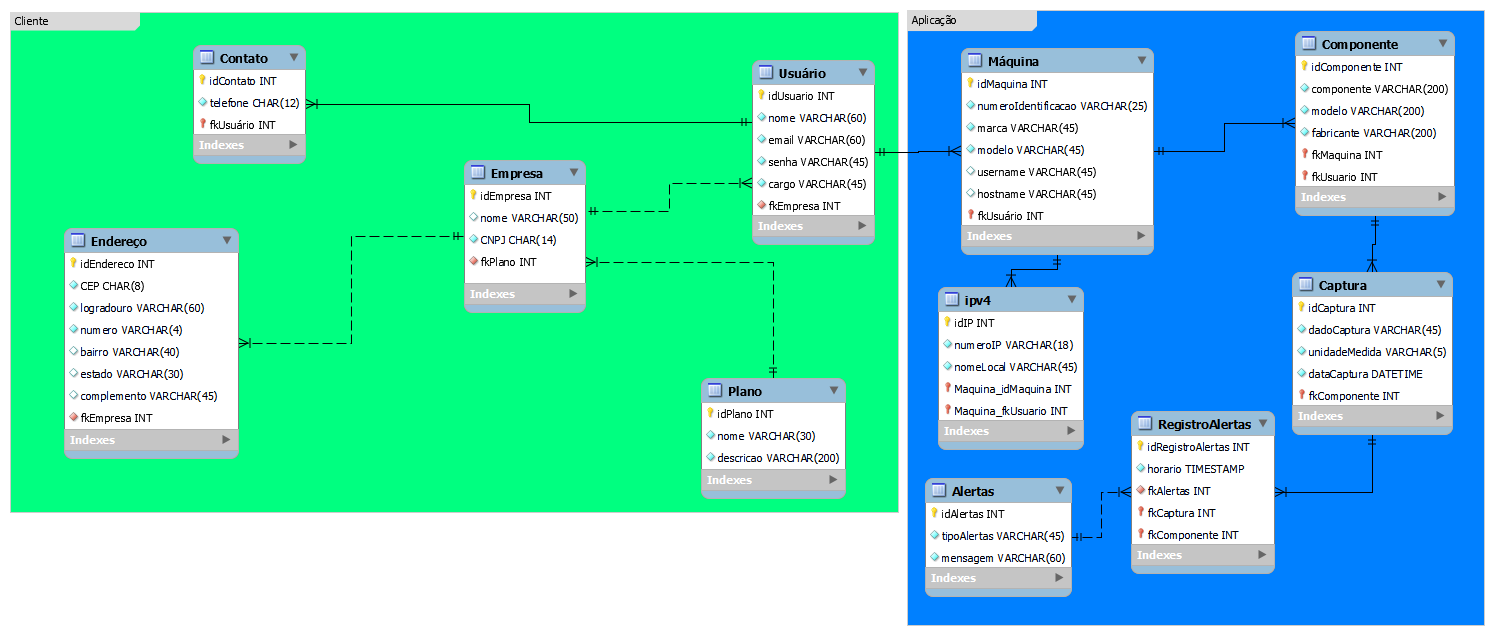 Cliente
Contato
idContato INT
telefone CHAR(12)
fkUsuário INT
Indexes
Usuário
idUsuario INT
nome VARCHAR(60)
email VARCHAR(60)
senha VARCHAR(45)
cargo VARCHAR(45)
fkEmpresa INT
Indexes
Empresa
idEmpresa INT
nome VARCHAR(50)
CNPJ CHAR(14)
fkPlano INT
Indexes
Endereço
idEndereco INT
CEP CHAR(8)
logradouro VARCHAR(60)
numero VARCHAR(4)
bairro VARCHAR(40)
estado VARCHAR(30)
complemento VARCHAR(45)
fkEmpresa INT
Indexes
Plano
idPlano INT
nome VARCHAR(30)
descricao VARCHAR(200)
Indexes
Aplicação
Máquina
idMaquina INT
numeroIdentificacao VARCHAR(25)
marca VARCHAR(45)
modelo VARCHAR(45)
username VARCHAR(45)
hostname VARCHAR(45)
fkUsuário INT
Indexes
Componente
idComponente INT
componente VARCHAR(200)
modelo VARCHAR(200)
fabricante VARCHAR(200)
fkMaquina INT
fkUsuario INT
Indexes
ipv4
idIP INT
numeroIP VARCHAR(18)
nomeLocal VARCHAR(45)
Maquina_idMaquina INT
Maquina_fkUsuario INT
Indexes
Captura
idCaptura INT
dadoCaptura VARCHAR(45)
unidadeMedida VARCHAR(5)
dataCaptura DATETIME
fkComponente INT
Indexes
RegistroAlertas
idRegistroAlertas INT
horario TIMESTAMP
fkAlertas INT
fkCaptura INT
fkComponente INT
Indexes
Alertas
idAlertas INT
tipoAlertas VARCHAR(45)
mensagem VARCHAR(60)
Indexes